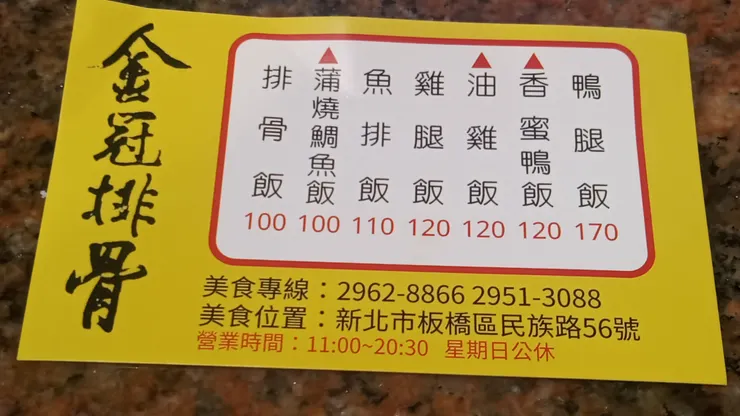 金冠排骨
排骨飯 100
▲蒲燒鯛魚飯 100
魚排飯 110
雞腿飯 120
▲油雞飯 120
▲香蜜鴨飯 120
鴨腿飯 170
美食專線：2962-8866 2951-3088
美食位置：新北市板橋區民族路56號
營業時間：11:00~20:30 星期日公休